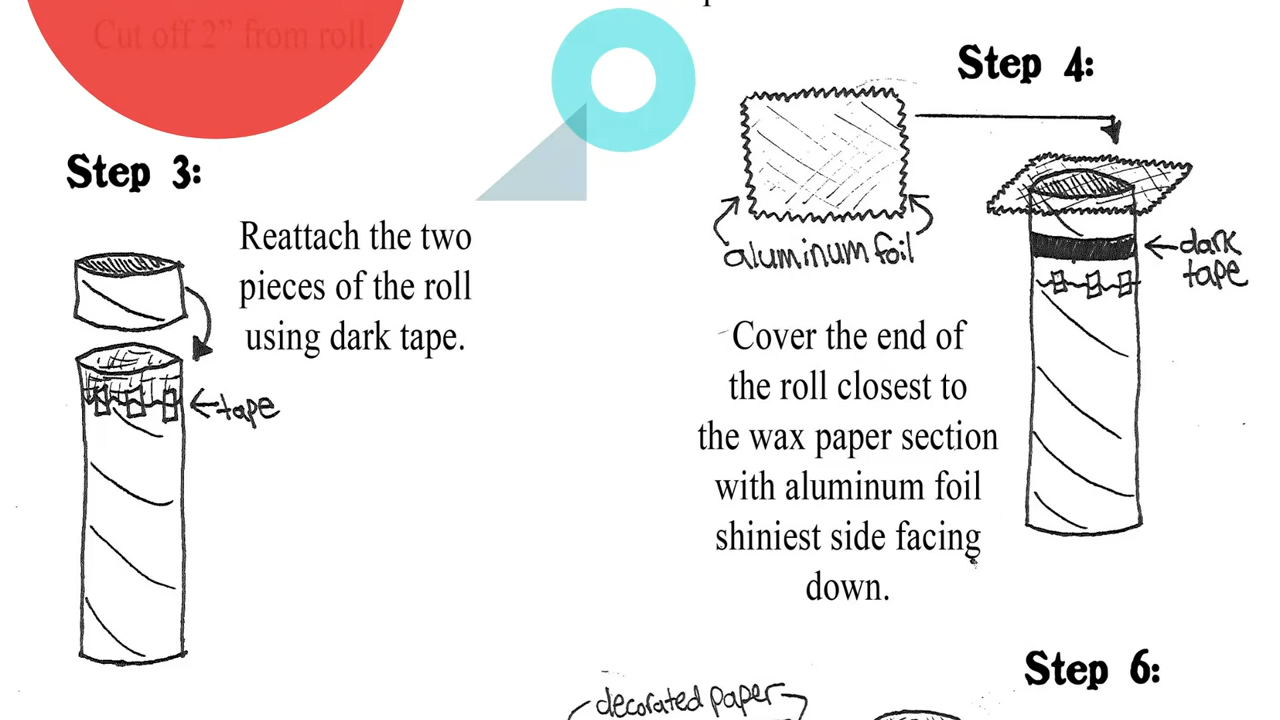 Cut off 2” from roll.
Step 3:
Reattach the two
pieces of the roll
using dark tape.
←tape
Step 4:
aluminum foil
←dark
tape
Cover the end of
the roll closest to
the wax paper section
with aluminum foil
shiniest side facing
down.
Step 6:
decorated paper